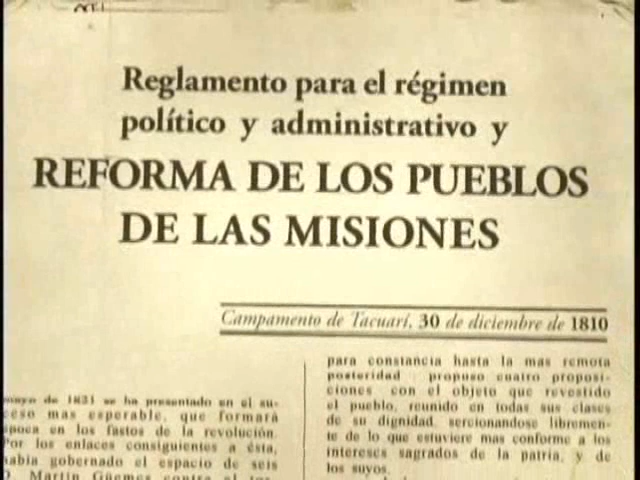 Reglamento para el régimen
político y administrativo y
REFORMA DE LOS PUEBLOS
DE LAS MISIONES
Campamento de Tacuarí, 30 de diciembre de 1810
mayo de 1831 se ha presentado en el su-
ceso mas esperable, que formará
época en los fastos de la revolución.
Por los enlaces consiguientes a ésta,
había gobernado el espacio de seis
D. Martin Güemes contra el
para constancia hasta la mas remota
posteridad propuso cuatro proposi-
ciones con el objeto que revestido
el pueblo, reunido en todas sus clases
de su dignidad, sercionandose libremen-
te de lo que estuviere mas conforme a los
intereses sagrados de la patria, y de
los suyos.